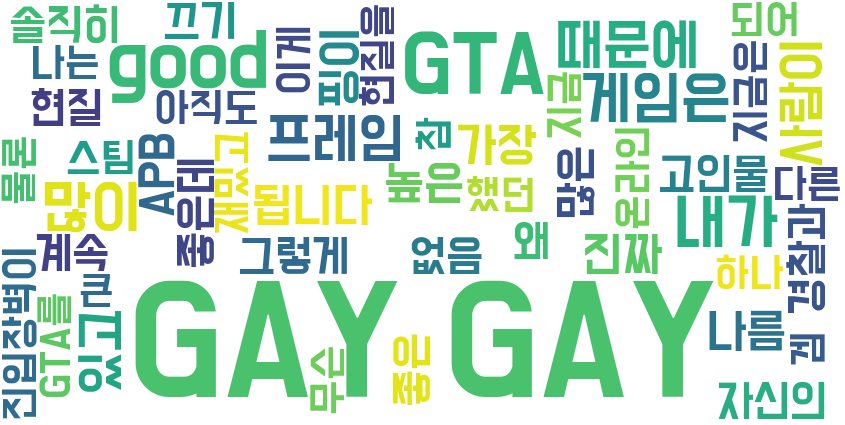 솔직히
끄기
이게
현질을
되어
나는
good
핑이
GTA
때문에
지금은
사람이
현질
아직도
지금
게임은
물론
스팀
APB
재밌고
프레임
참
가장
많은
온라인
고인물
다른
많이
좋은데
됩니다
높은
했던
내가
계속
그렇게
없음
왜
진짜
하나
경찰과
진입장벽이
GTA를
큰
있고
GAY GAY
무슨
좋은
나름
겜
자신의